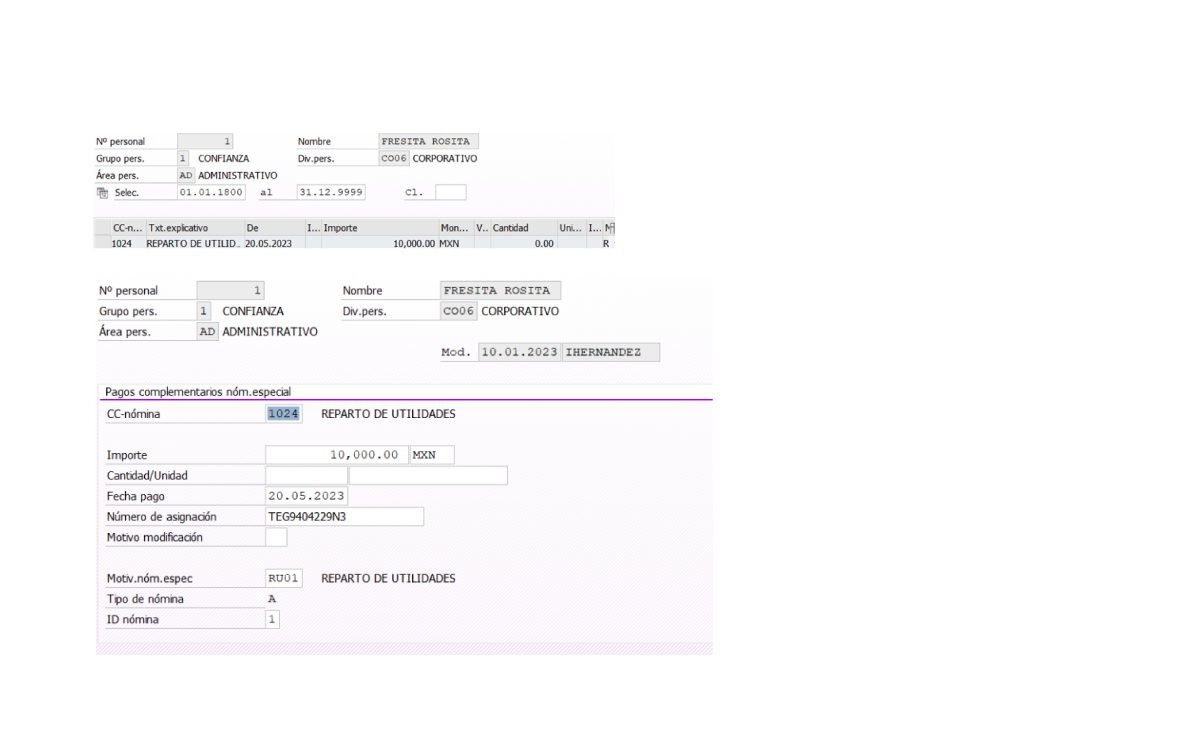 Nº personal 1 Nombre FRESITA ROSITA
Grupo pers. 1 CONFIANZA Div.pers. CO06 CORPORATIVO
Área pers. AD ADMINISTRATIVO
Selec. 01.01.1800 al 31.12.9999 Cl.
CC-n... Txt.explicativo De I... Importe Mon... V.. Cantidad Uni... I...
1024 REPARTO DE UTILID.. 20.05.2023 10,000.00 MXN 0.00 R
Nº personal 1 Nombre FRESITA ROSITA
Grupo pers. 1 CONFIANZA Div.pers. CO06 CORPORATIVO
Área pers. AD ADMINISTRATIVO
Mod. 10.01.2023 IHERNANDEZ
Pagos complementarios nóm.especial
CC-nómina 1024 REPARTO DE UTILIDADES
Importe 10,000.00 MXN
Cantidad/Unidad
Fecha pago 20.05.2023
Número de asignación TEG9404229N3
Motivo modificación
Motiv.nóm.espec RU01 REPARTO DE UTILIDADES
Tipo de nómina A
ID nómina 1